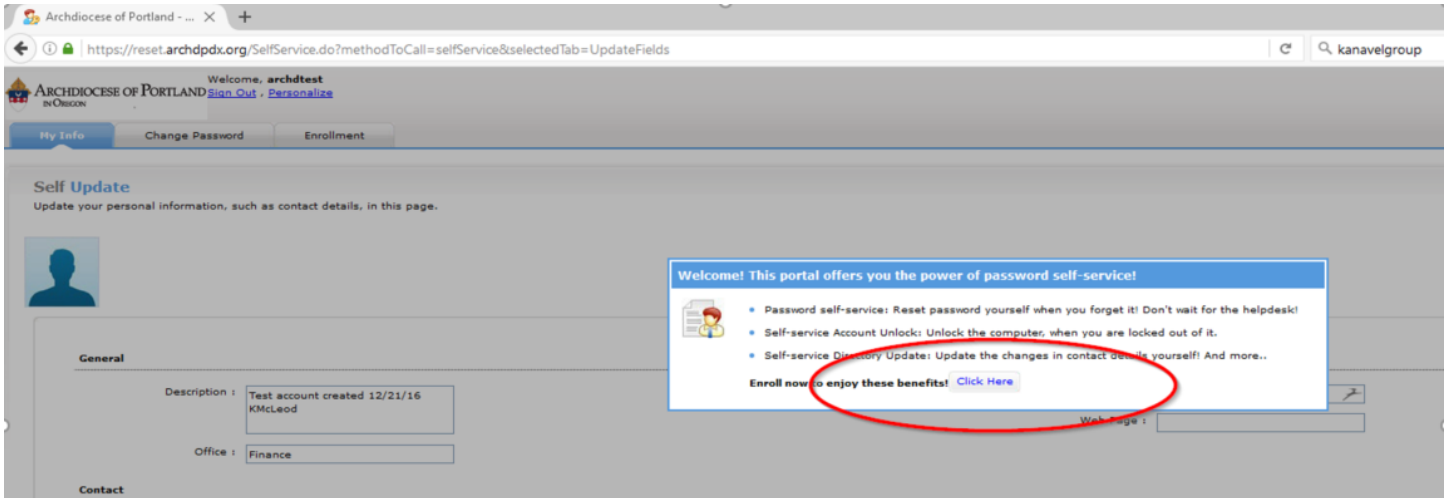 Archdiocese of Portland - ...
https://reset.archdpdx.org/SelfService.do?methodToCall=selfService&selectedTab=UpdateFields
kanavelgroup
ARCHDIOCESE OF PORTLAND
IN OREGON
Welcome, archdtest
Sign Out , Personalize
My Info Change Password Enrollment
Self Update
Update your personal information, such as contact details, in this page.
Welcome! This portal offers you the power of password self-service!
Password self-service: Reset password yourself when you forget it! Don't wait for the helpdesk!
Self-service Account Unlock: Unlock the computer, when you are locked out of it.
Self-service Directory Update: Update the changes in contact details yourself! And more..
Enroll now to enjoy these benefits! Click Here
General
Description : Test account created 12/21/16
KMcLeod
Web Page :
Office : Finance
Contact